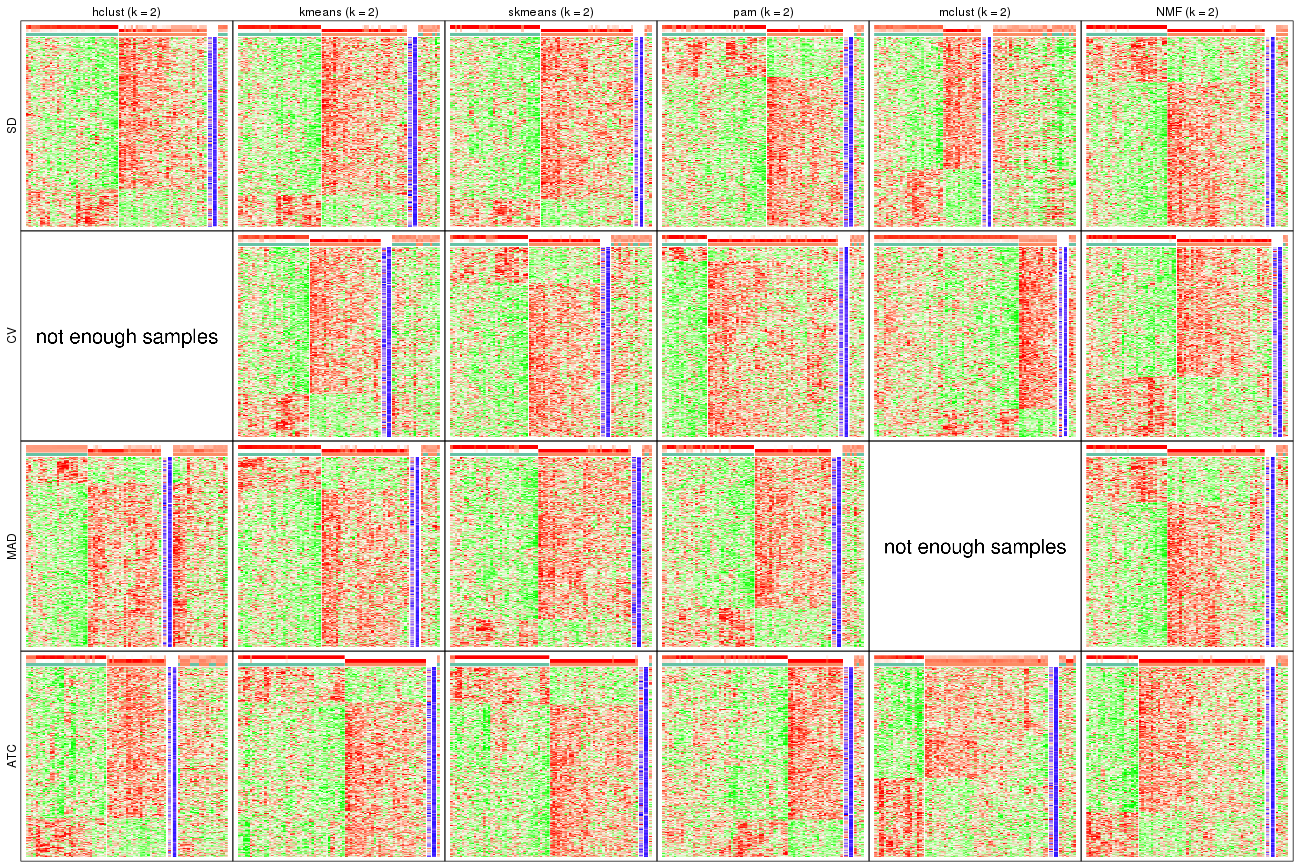 hclust (k = 2) kmeans (k = 2) skmeans (k = 2) pam (k = 2) mclust (k = 2) NMF (k = 2)
SD
CV
not enough samples
MAD
not enough samples
ATC